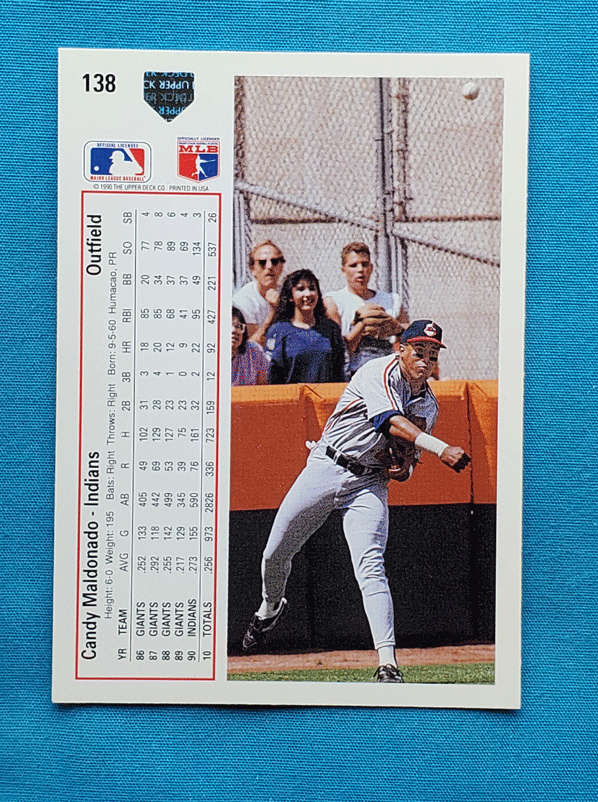 138
UPPER DECK
OFFICIAL LICENSEE
MAJOR LEAGUE BASEBALL
OFFICIALLY LICENSED
MLB
© 1990 THE UPPER DECK CO. PRINTED IN USA
Candy Maldonado - Indians Outfield
Height: 6-0 Weight: 195 Bats: Right Throws: Right Born: 9-5-60 Humacao, PR
YR TEAM AVG G AB R H 2B 3B HR RBI BB SO SB
86 GIANTS .252 133 405 49 102 31 3 18 85 20 77 4
87 GIANTS .292 118 442 69 129 28 4 20 85 34 78 8
88 GIANTS .255 142 499 53 127 23 1 12 68 37 89 6
89 GIANTS .217 129 345 39 75 23 0 9 41 37 69 4
90 INDIANS .273 155 590 76 161 32 2 22 95 49 134 3
10 TOTALS .256 973 2826 336 723 159 12 92 427 221 537 26